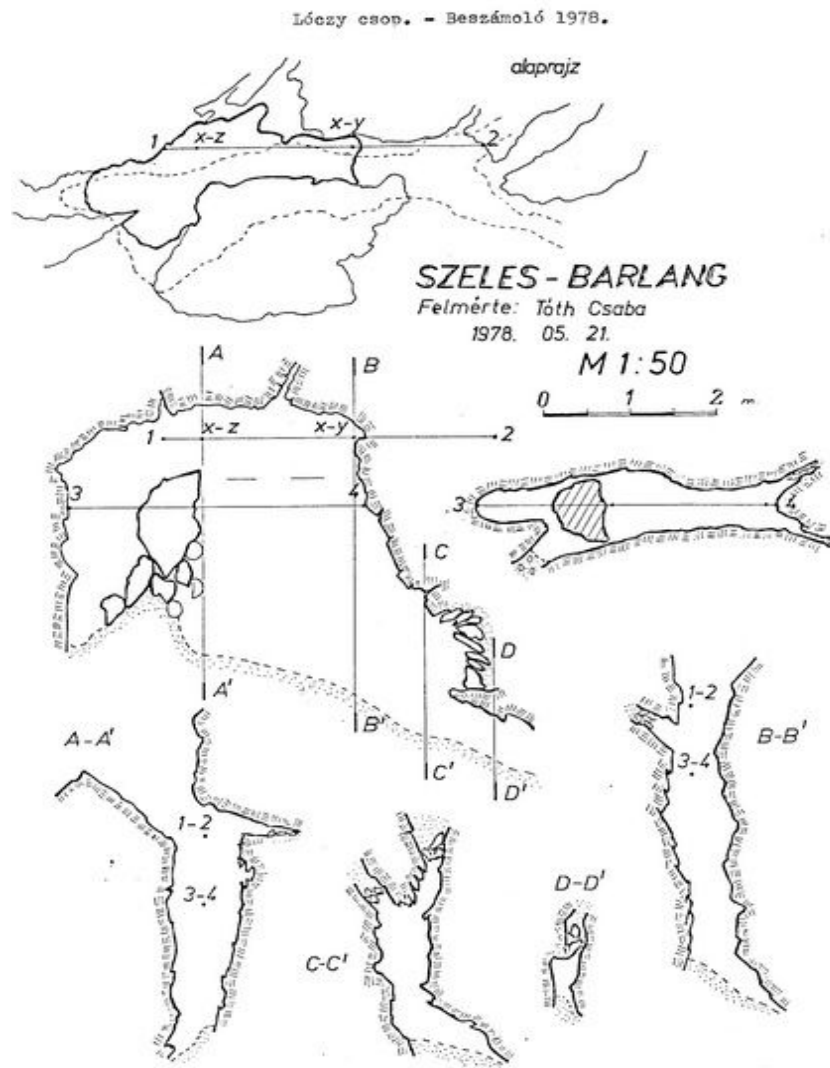 Lóczy csop. - Beszámoló 1978.
alaprajz
1 x-z x-y 2
SZELES - BARLANG
Felmérte: Tóth Csaba
1978. 05. 21.
M 1:50
0 1 2 m
A B
1 x-z x-y 2
3 4
3 4
C
D
A'
B'
C'
D'
A-A'
1-2
3-4
C-C'
D-D'
1-2
3-4
B-B'